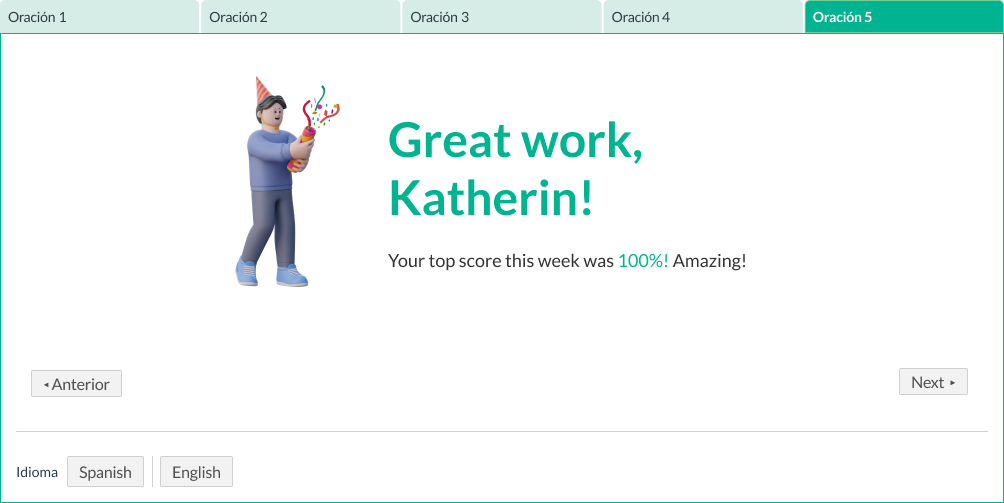 Oración 1
Oración 2
Oración 3
Oración 4
Oración 5
Great work,
Katherin!
Your top score this week was 100%! Amazing!
◂ Anterior
Next ▸
Idioma
Spanish
English